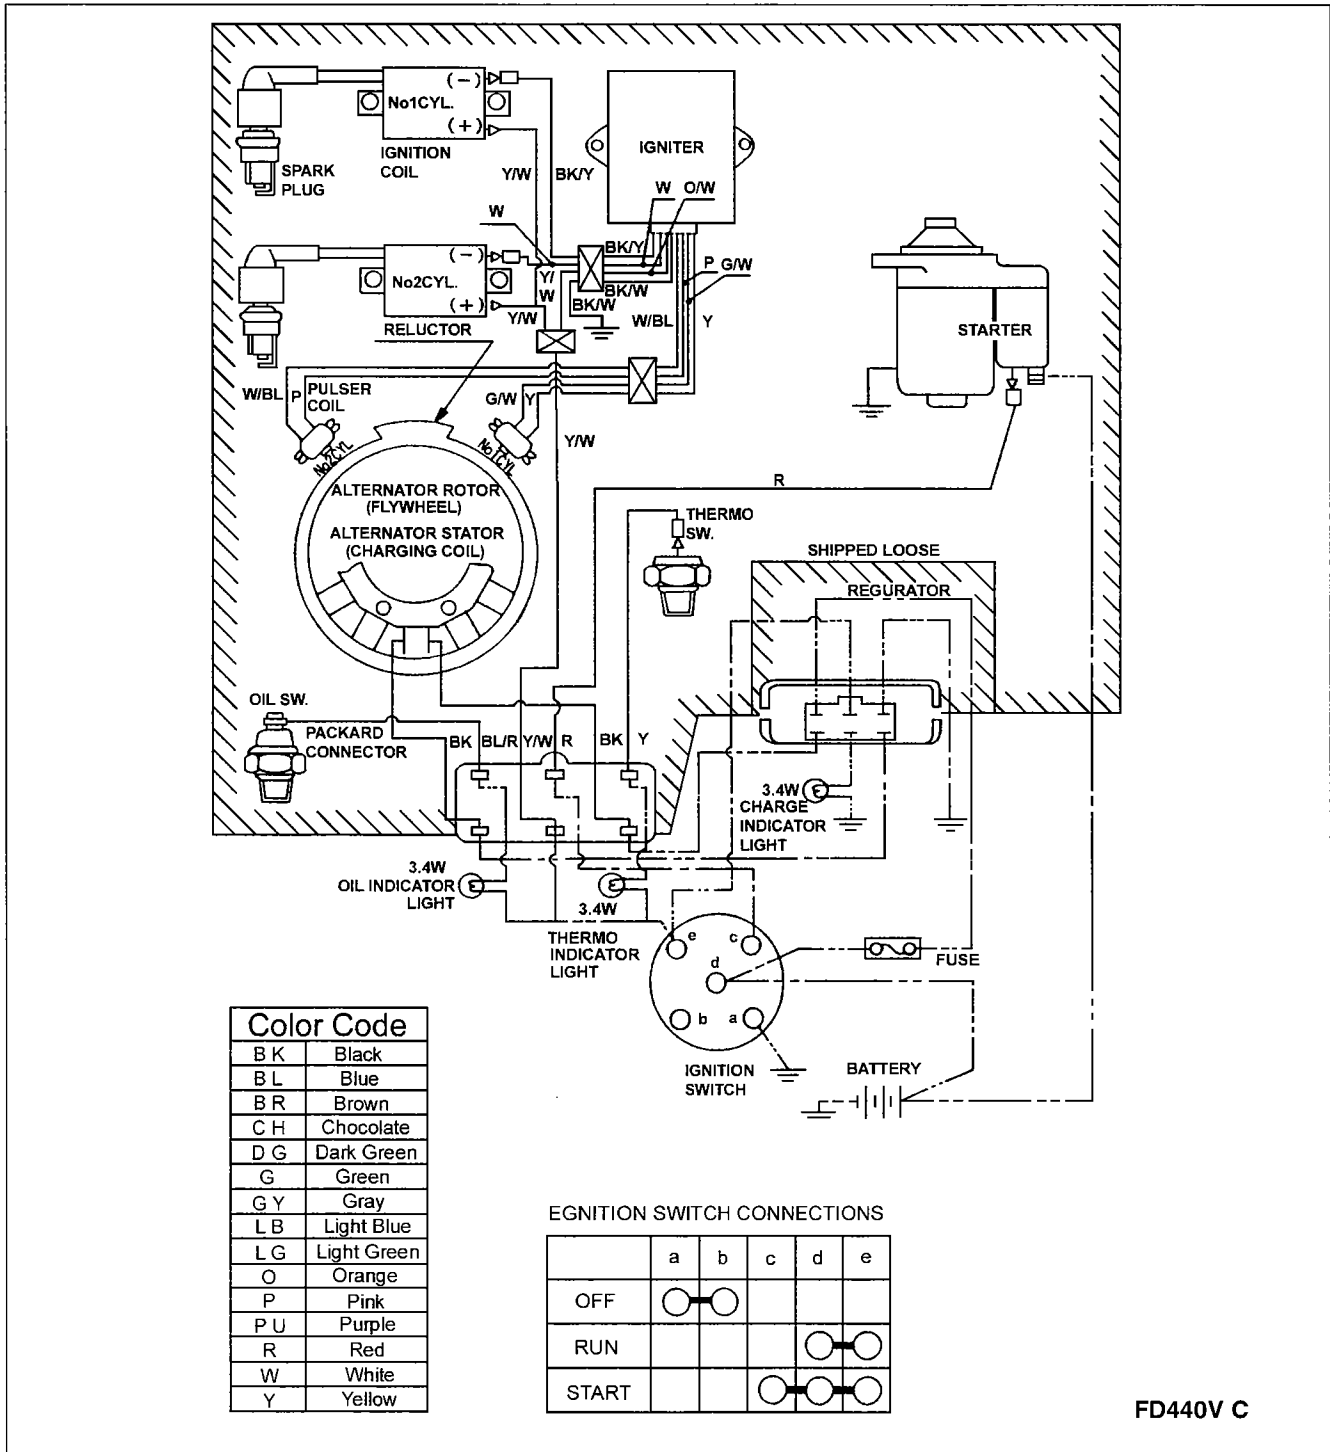 No1CYL.
(-)
(+)
IGNITION
COIL
SPARK
PLUG
IGNITER
Y/W
BK/Y
W
O/W
W
No2CYL.
(-)
(+)
BK/Y
Y/
W
BK/W
BK/W
Y/W
P
G/W
W/BL
Y
RELUCTOR
STARTER
W/BL
P
PULSER
COIL
G/W
Y
No2CYL
No1CYL
Y/W
R
ALTERNATOR ROTOR
(FLYWHEEL)
ALTERNATOR STATOR
(CHARGING COIL)
THERMO
SW.
SHIPPED LOOSE
REGURATOR
OIL SW.
PACKARD
CONNECTOR
BK
BL/R
Y/W
R
BK
Y
3.4W
CHARGE
INDICATOR
LIGHT
3.4W
OIL INDICATOR
LIGHT
3.4W
THERMO
INDICATOR
LIGHT
e
c
d
b
a
FUSE
IGNITION
SWITCH
BATTERY
Color Code
BK Black
BL Blue
BR Brown
CH Chocolate
DG Dark Green
G Green
GY Gray
LB Light Blue
LG Light Green
O Orange
P Pink
PU Purple
R Red
W White
Y Yellow
EGNITION SWITCH CONNECTIONS
a b c d e
OFF
RUN
START
FD440V C